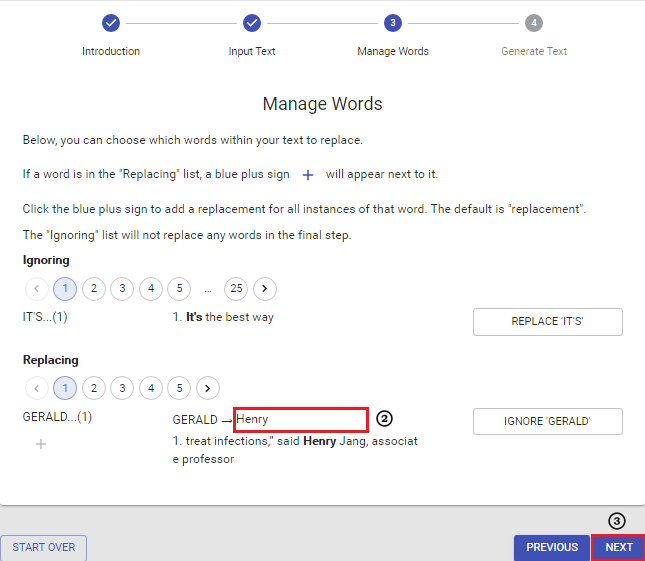 3 4
Introduction Input Text Manage Words Generate Text
Manage Words
Below, you can choose which words within your text to replace.
If a word is in the "Replacing" list, a blue plus sign + will appear next to it.
Click the blue plus sign to add a replacement for all instances of that word. The default is "replacement".
The "Ignoring" list will not replace any words in the final step.
Ignoring
< 1 2 3 4 5 ... 25 >
IT'S...(1) 1. It's the best way REPLACE 'IT'S'
Replacing
< 1 2 3 4 5 >
GERALD...(1) GERALD → Henry 2 IGNORE 'GERALD'
+ 1. treat infections," said Henry Jang, associat
e professor
3
START OVER PREVIOUS NEXT